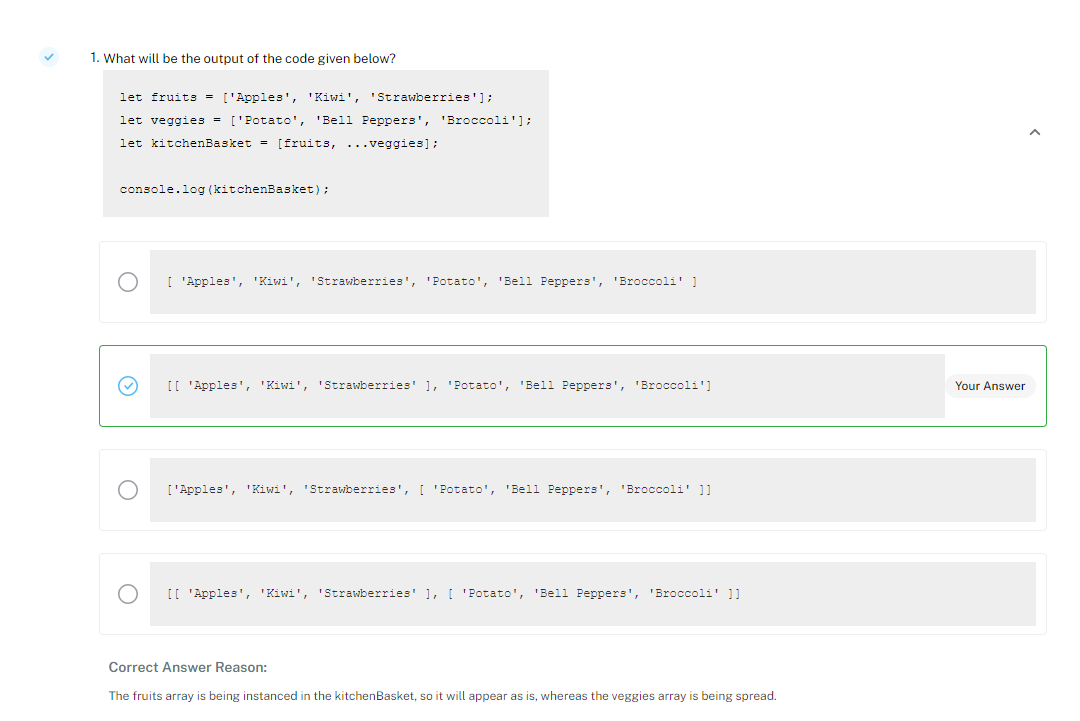 1. What will be the output of the code given below?
let fruits = ['Apples', 'Kiwi', 'Strawberries'];
let veggies = ['Potato', 'Bell Peppers', 'Broccoli'];
let kitchenBasket = [fruits, ...veggies];
console.log(kitchenBasket);
[ 'Apples', 'Kiwi', 'Strawberries', 'Potato', 'Bell Peppers', 'Broccoli' ]
[[ 'Apples', 'Kiwi', 'Strawberries' ], 'Potato', 'Bell Peppers', 'Broccoli'] Your Answer
['Apples', 'Kiwi', 'Strawberries', [ 'Potato', 'Bell Peppers', 'Broccoli' ]]
[[ 'Apples', 'Kiwi', 'Strawberries' ], [ 'Potato', 'Bell Peppers', 'Broccoli' ]]
Correct Answer Reason:
The fruits array is being instanced in the kitchenBasket, so it will appear as is, whereas the veggies array is being spread.